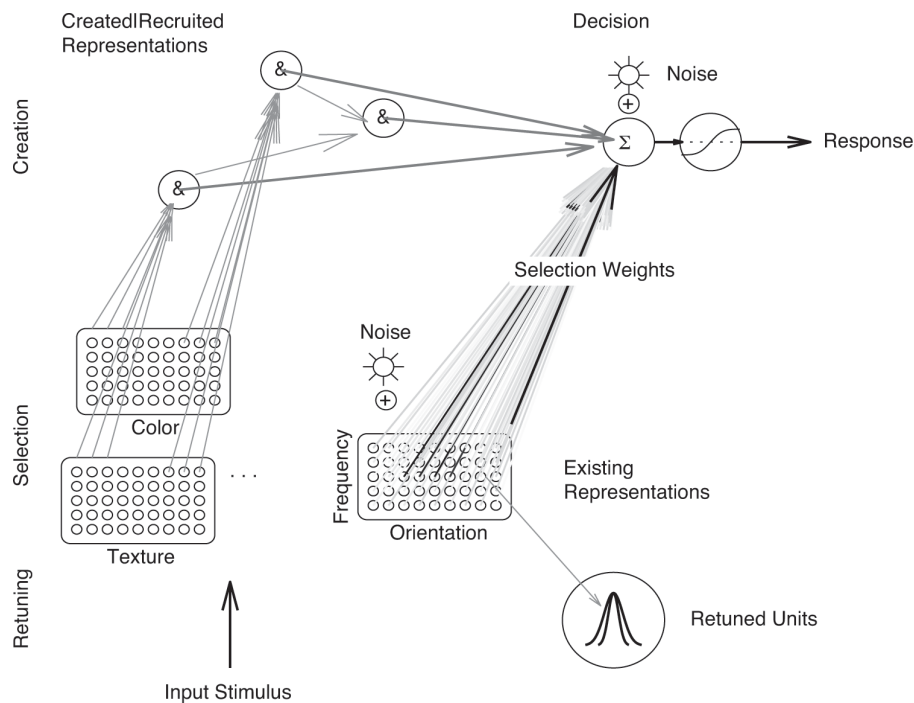 Created|Recruited
Representations
Decision
Noise
&
&
&
+
Σ
Response
Creation
Selection Weights
Noise
+
Color
Selection
Frequency
Existing
Representations
. . .
Orientation
Texture
Retuning
Retuned Units
Input Stimulus